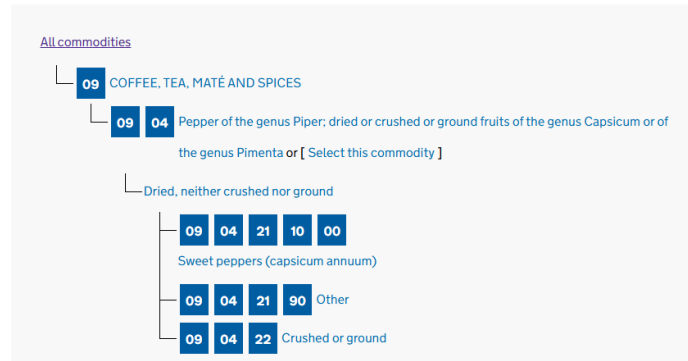 All commodities
09 COFFEE, TEA, MATÉ AND SPICES
09 04 Pepper of the genus Piper; dried or crushed or ground fruits of the genus Capsicum or of
the genus Pimenta or [ Select this commodity ]
Dried, neither crushed nor ground
09 04 21 10 00
Sweet peppers (capsicum annuum)
09 04 21 90 Other
09 04 22 Crushed or ground